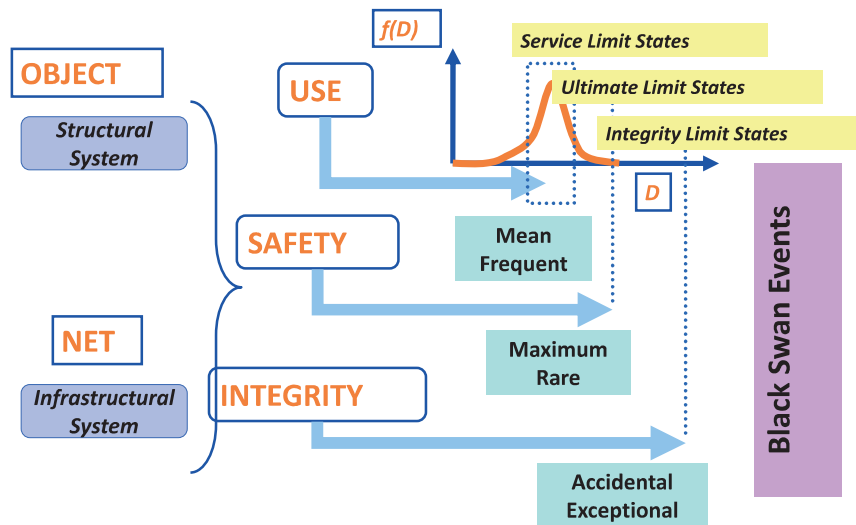 f(D)
Service Limit States
OBJECT
USE
Ultimate Limit States
Structural
System
Integrity Limit States
D
Mean
Frequent
SAFETY
NET
Maximum
Rare
Infrastructural
System
INTEGRITY
Accidental
Exceptional
Black Swan Events